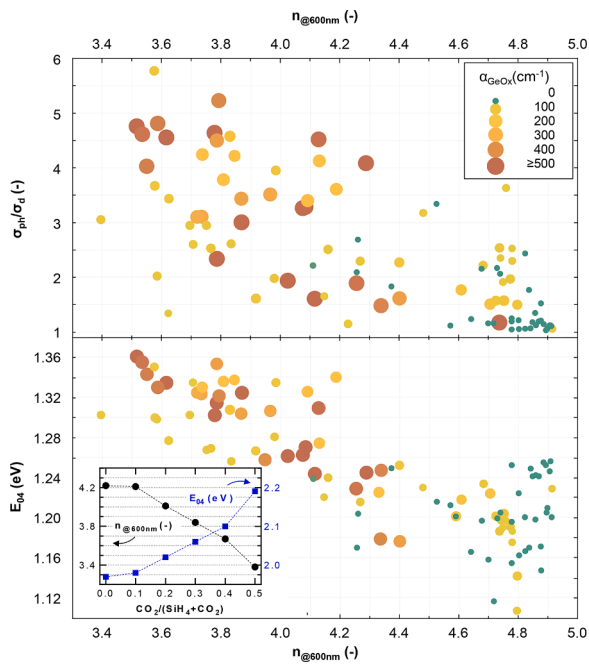 n@600nm (-)
3.4 3.6 3.8 4.0 4.2 4.4 4.6 4.8 5.0
6
5
4
3
2
1
σph/σd (-)
αGeOx(cm-1)
0
100
200
300
400
≥500
1.36
1.32
1.28
1.24
1.20
1.16
1.12
E04 (eV)
4.2
3.8
3.4
E04 (eV)
n@600nm (-)
2.2
2.1
2.0
0.0 0.1 0.2 0.3 0.4 0.5
CO2/(SiH4+CO2)
3.4 3.6 3.8 4.0 4.2 4.4 4.6 4.8 5.0
n@600nm (-)